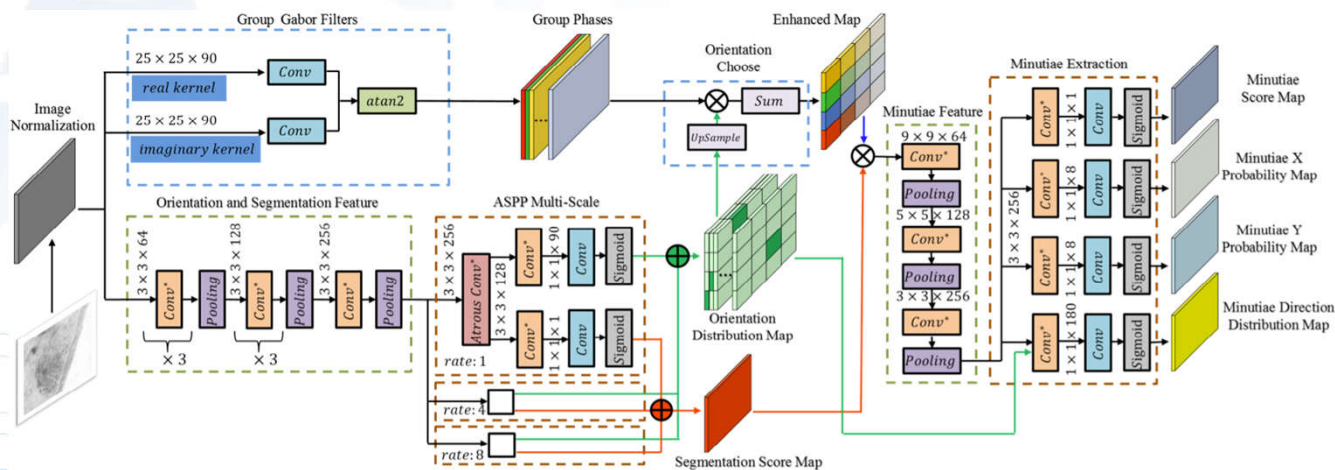 Group Gabor Filters
Group Phases
Enhanced Map
25 × 25 × 90
Conv
real kernel
25 × 25 × 90
Conv
imaginary kernel
atan2
...
Orientation
Choose
Sum
UpSample
Image
Normalization
Minutiae Feature
9 × 9 × 64
Conv*
Pooling
5 × 5 × 128
Conv*
Pooling
3 × 3 × 256
Conv*
Pooling
Minutiae Extraction
3 × 3 × 256
Conv*
1 × 1 × 1
Conv
Sigmoid
Minutiae
Score Map
Conv*
1 × 1 × 8
Conv
Sigmoid
Minutiae X
Probability Map
Conv*
1 × 1 × 8
Conv
Sigmoid
Minutiae Y
Probability Map
Conv*
1 × 1 × 180
Conv
Sigmoid
Minutiae Direction
Distribution Map
Orientation and Segmentation Feature
3 × 3 × 64
Conv*
Pooling
× 3
3 × 3 × 128
Conv*
Pooling
× 3
3 × 3 × 256
Conv*
Pooling
ASPP Multi-Scale
3 × 3 × 256
Atrous Conv*
rate: 1
3 × 3 × 128
Conv*
1 × 1 × 90
Conv
Sigmoid
Conv*
1 × 1 × 1
Conv
Sigmoid
rate: 4
rate: 8
...
Orientation
Distribution Map
Segmentation Score Map